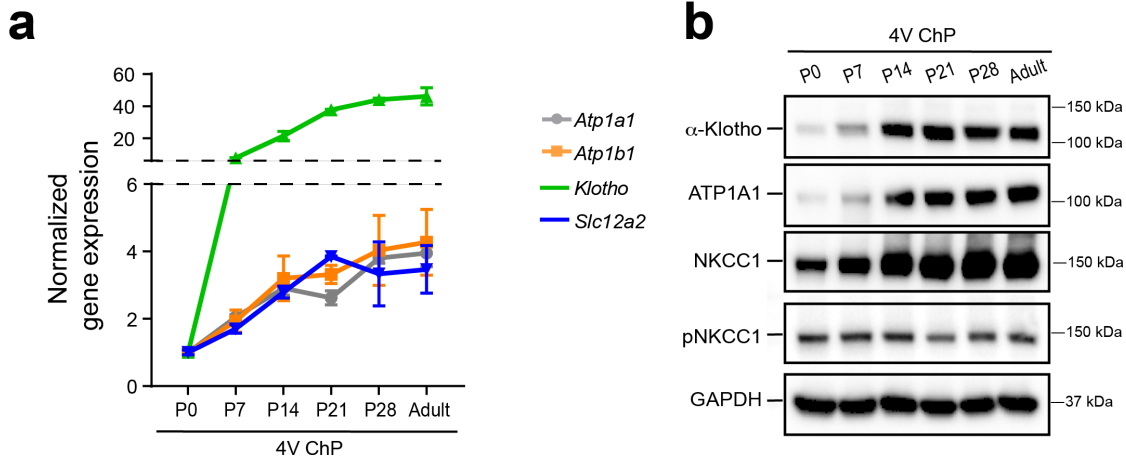 a
60
40
20
6
4
2
0
Normalized
gene expression
P0 P7 P14 P21 P28 Adult
4V ChP
Atp1a1
Atp1b1
Klotho
Slc12a2
b
4V ChP
P0 P7 P14 P21 P28 Adult
α-Klotho
150 kDa
100 kDa
ATP1A1
100 kDa
NKCC1
150 kDa
pNKCC1
150 kDa
GAPDH
37 kDa